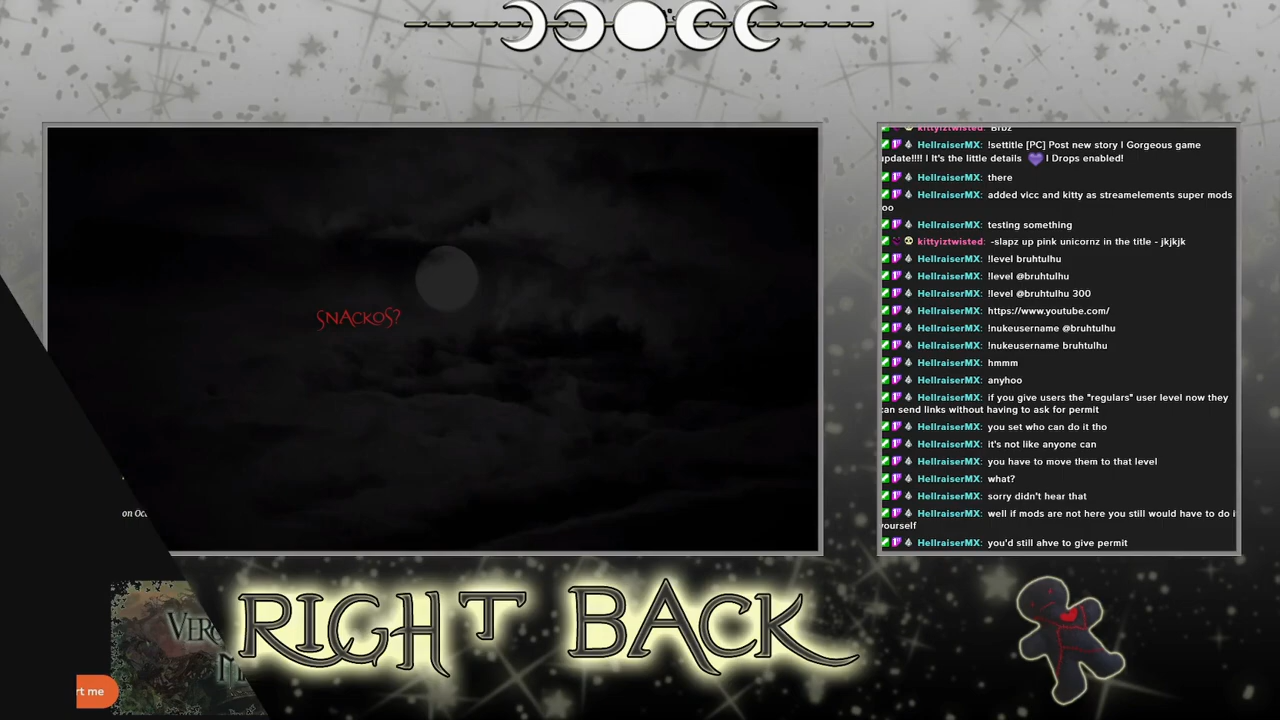 kittyiztwisted: Brbz
HellraiserMX: !settitle [PC] Post new story l Gorgeous game
update!!!! l It's the little details l Drops enabled!
HellraiserMX: there
HellraiserMX: added vicc and kitty as streamelements super mods
oo
HellraiserMX: testing something
kittyiztwisted: -slapz up pink unicornz in the title - jkjkjk
HellraiserMX: !level bruhtulhu
HellraiserMX: !level @bruhtulhu
HellraiserMX: !level @bruhtulhu 300
HellraiserMX: https://www.youtube.com/
HellraiserMX: !nukeusername @bruhtulhu
HellraiserMX: !nukeusername bruhtulhu
HellraiserMX: hmmm
HellraiserMX: anyhoo
HellraiserMX: if you give users the "regulars" user level now they
can send links without having to ask for permit
HellraiserMX: you set who can do it tho
HellraiserMX: it's not like anyone can
HellraiserMX: you have to move them to that level
HellraiserMX: what?
HellraiserMX: sorry didn't hear that
HellraiserMX: well if mods are not here you still would have to do i
yourself
HellraiserMX: you'd still ahve to give permit
SNACKOS?
on Oc
RIGHT BACK
rt me